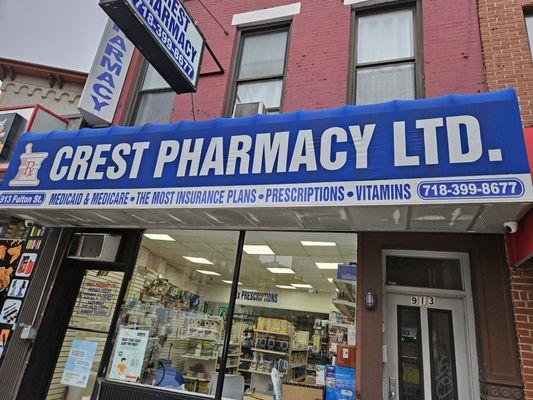 CREST PHARMACY
718-399-8677
PHARMACY
Rx
CREST PHARMACY LTD.
913 Fulton St.
MEDICAID & MEDICARE • THE MOST INSURANCE PLANS • PRESCRIPTIONS • VITAMINS
718-399-8677
PRESCRIPTIONS
913